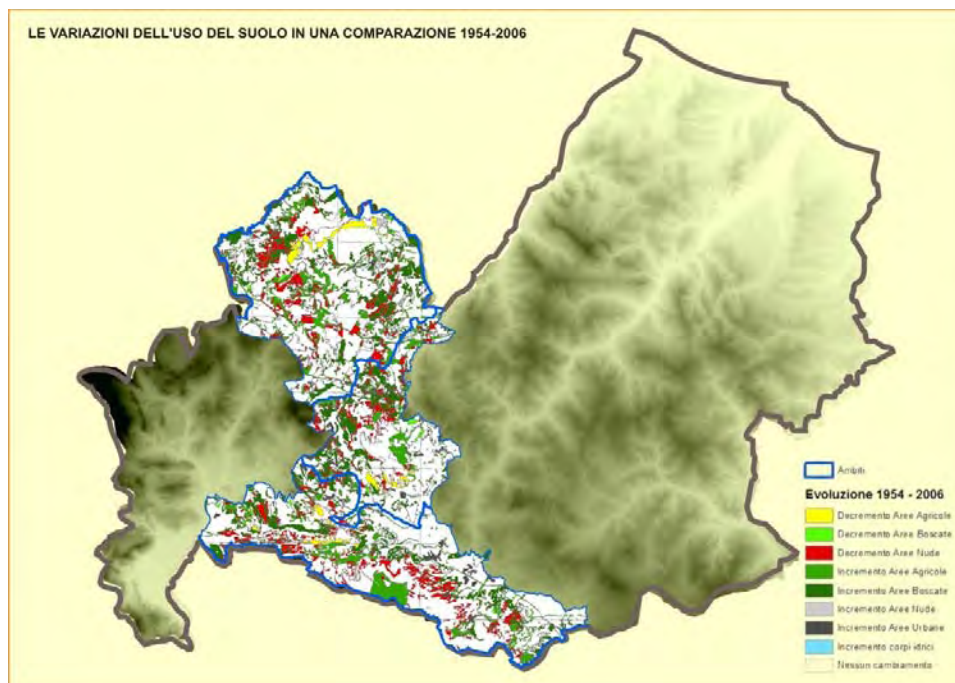 LE VARIAZIONI DELL'USO DEL SUOLO IN UNA COMPARAZIONE 1954-2006
Ambiti
Evoluzione 1954 - 2006
Decremento Aree Agricole
Decremento Aree Boscate
Decremento Aree Nude
Incremento Aree Agricole
Incremento Aree Boscate
Incremento Aree Nude
Incremento Aree Urbane
Incremento corpi idrici
Nessun cambiamento